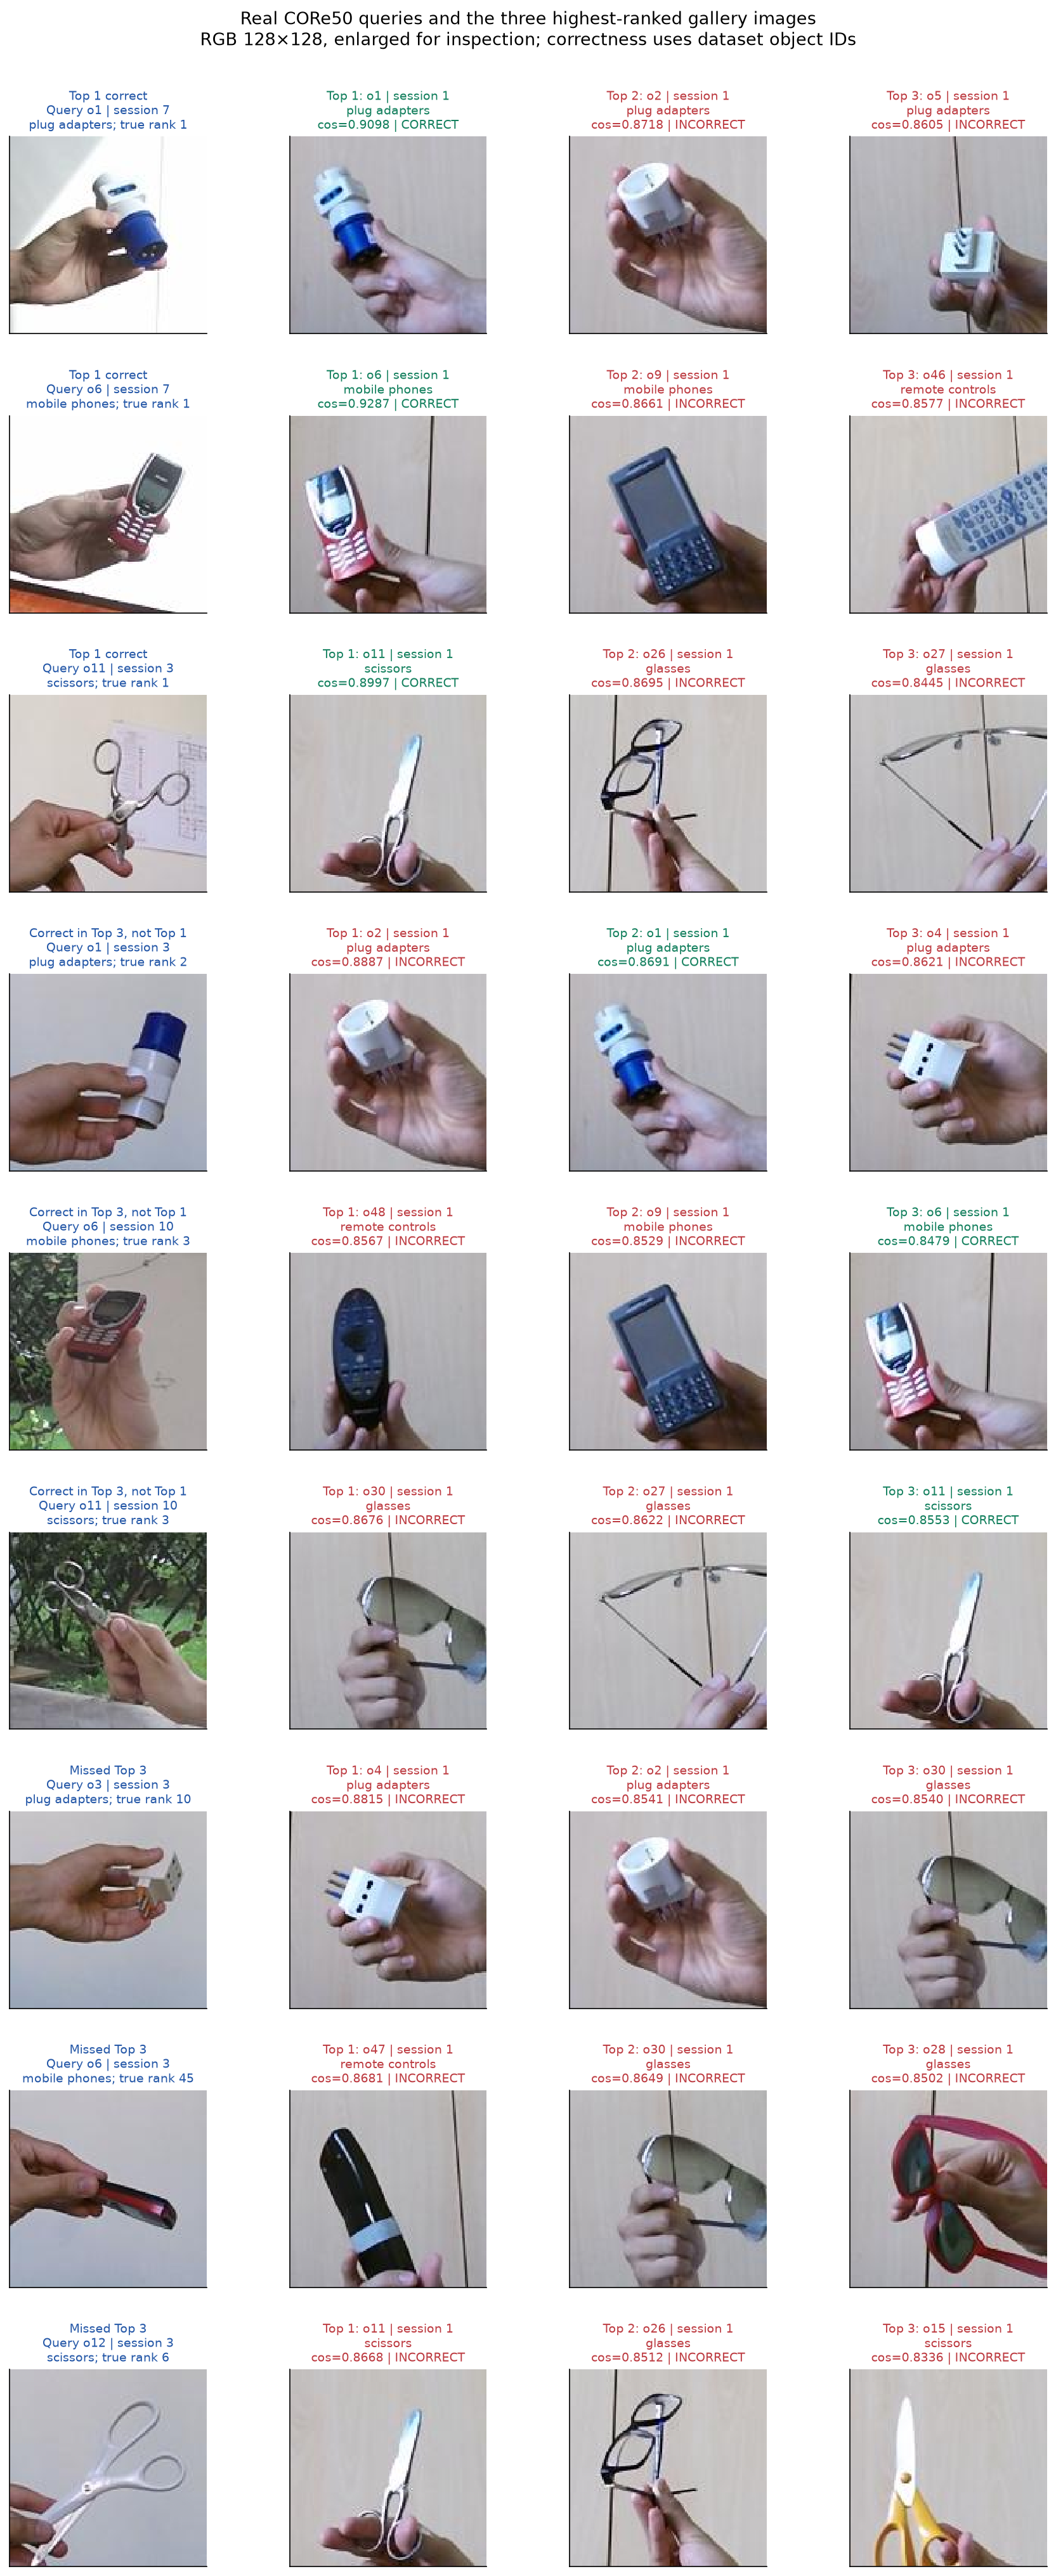 Real CORe50 queries and the three highest-ranked gallery images
RGB 128×128, enlarged for inspection; correctness uses dataset object IDs
Top 1 correct
Query o1 | session 7
plug adapters; true rank 1
Top 1: o1 | session 1
plug adapters
cos=0.9098 | CORRECT
Top 2: o2 | session 1
plug adapters
cos=0.8718 | INCORRECT
Top 3: o5 | session 1
plug adapters
cos=0.8605 | INCORRECT
Top 1 correct
Query o6 | session 7
mobile phones; true rank 1
Top 1: o6 | session 1
mobile phones
cos=0.9287 | CORRECT
Top 2: o9 | session 1
mobile phones
cos=0.8661 | INCORRECT
Top 3: o46 | session 1
remote controls
cos=0.8577 | INCORRECT
Top 1 correct
Query o11 | session 3
scissors; true rank 1
Top 1: o11 | session 1
scissors
cos=0.8997 | CORRECT
Top 2: o26 | session 1
glasses
cos=0.8695 | INCORRECT
Top 3: o27 | session 1
glasses
cos=0.8445 | INCORRECT
Correct in Top 3, not Top 1
Query o1 | session 3
plug adapters; true rank 2
Top 1: o2 | session 1
plug adapters
cos=0.8887 | INCORRECT
Top 2: o1 | session 1
plug adapters
cos=0.8691 | CORRECT
Top 3: o4 | session 1
plug adapters
cos=0.8621 | INCORRECT
Correct in Top 3, not Top 1
Query o6 | session 10
mobile phones; true rank 3
Top 1: o48 | session 1
remote controls
cos=0.8567 | INCORRECT
Top 2: o9 | session 1
mobile phones
cos=0.8529 | INCORRECT
Top 3: o6 | session 1
mobile phones
cos=0.8479 | CORRECT
Correct in Top 3, not Top 1
Query o11 | session 10
scissors; true rank 3
Top 1: o30 | session 1
glasses
cos=0.8676 | INCORRECT
Top 2: o27 | session 1
glasses
cos=0.8622 | INCORRECT
Top 3: o11 | session 1
scissors
cos=0.8553 | CORRECT
Missed Top 3
Query o3 | session 3
plug adapters; true rank 10
Top 1: o4 | session 1
plug adapters
cos=0.8815 | INCORRECT
Top 2: o2 | session 1
plug adapters
cos=0.8541 | INCORRECT
Top 3: o30 | session 1
glasses
cos=0.8540 | INCORRECT
Missed Top 3
Query o6 | session 3
mobile phones; true rank 45
Top 1: o47 | session 1
remote controls
cos=0.8681 | INCORRECT
Top 2: o30 | session 1
glasses
cos=0.8649 | INCORRECT
Top 3: o28 | session 1
glasses
cos=0.8502 | INCORRECT
Missed Top 3
Query o12 | session 3
scissors; true rank 6
Top 1: o11 | session 1
scissors
cos=0.8668 | INCORRECT
Top 2: o26 | session 1
glasses
cos=0.8512 | INCORRECT
Top 3: o15 | session 1
scissors
cos=0.8336 | INCORRECT